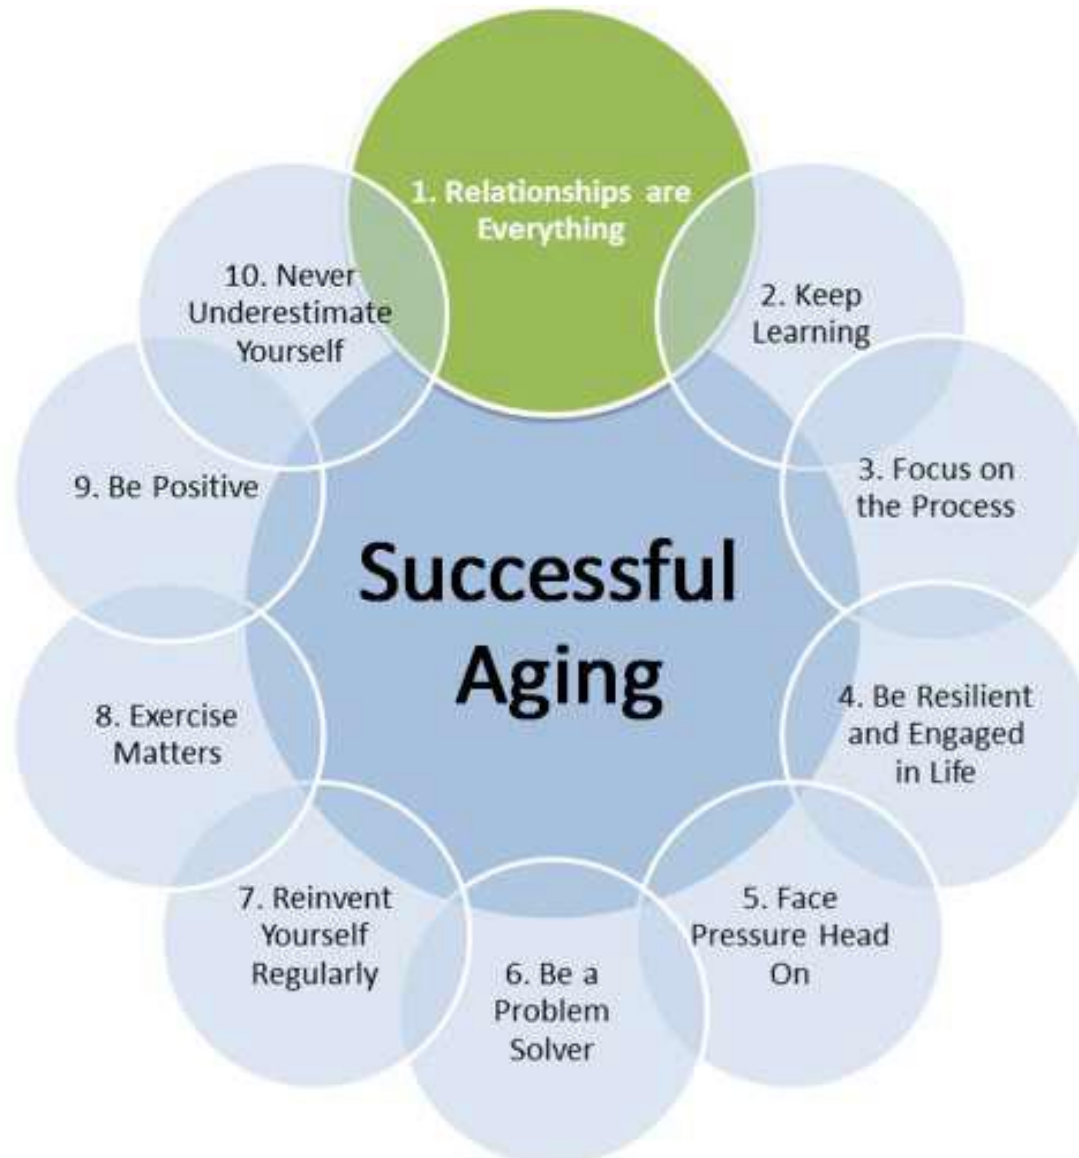 1. Relationships are
Everything
2. Keep
Learning
3. Focus on
the Process
4. Be Resilient
and Engaged
in Life
5. Face
Pressure Head
On
6. Be a
Problem
Solver
7. Reinvent
Yourself
Regularly
8. Exercise
Matters
9. Be Positive
10. Never
Underestimate
Yourself
Successful
Aging